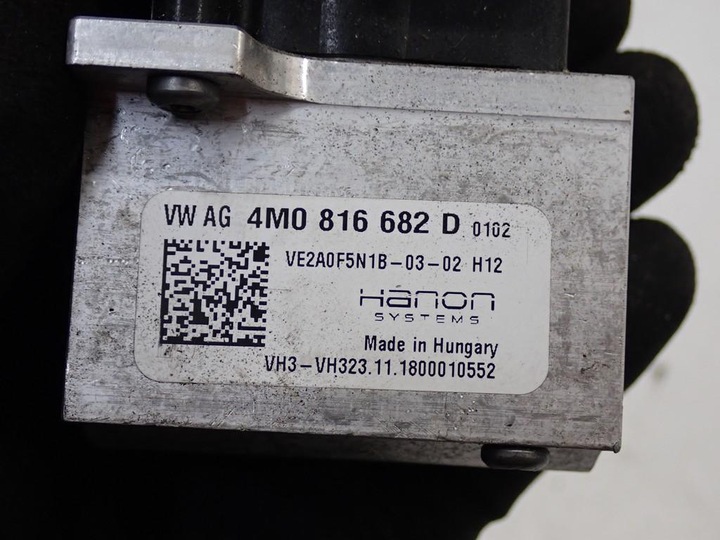 VW AG 4M0 816 682 D 0102
VE2A0F5N1B-03-02 H12
Hanon
SYSTEMS
Made in Hungary
VH3-VH323.11.1800010552